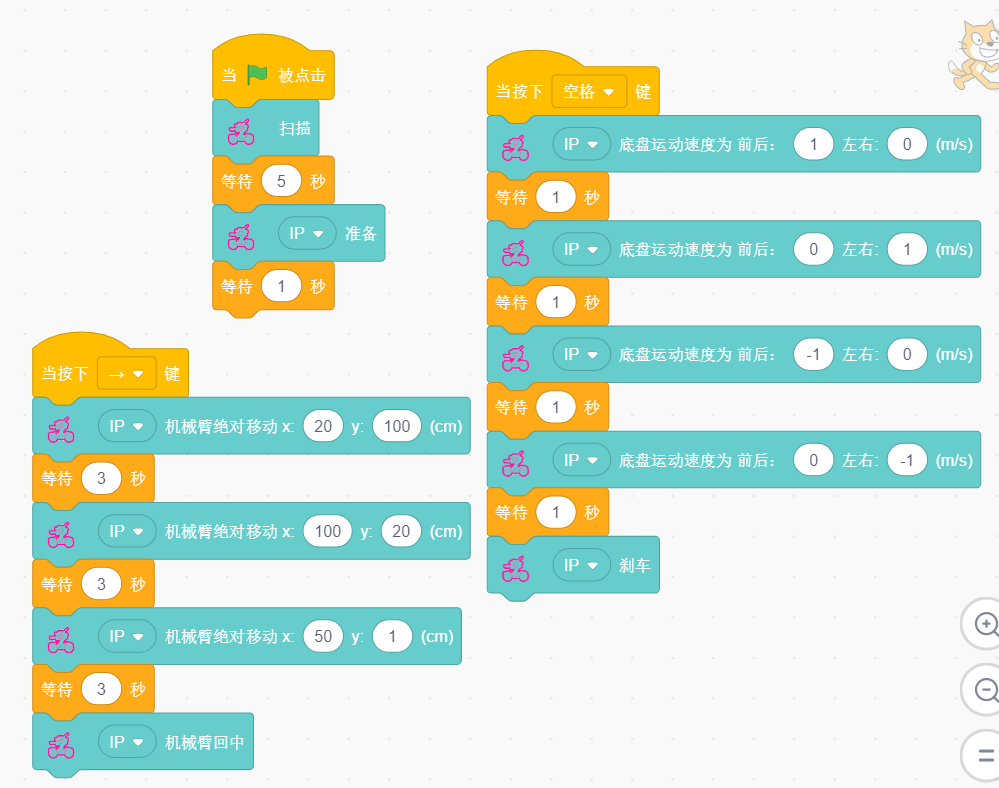 当 被点击
扫描
等待 5 秒
IP 准备
等待 1 秒
当按下 空格 键
IP 底盘运动速度为 前后: 1 左右: 0 (m/s)
等待 1 秒
IP 底盘运动速度为 前后: 0 左右: 1 (m/s)
等待 1 秒
IP 底盘运动速度为 前后: -1 左右: 0 (m/s)
等待 1 秒
IP 底盘运动速度为 前后: 0 左右: -1 (m/s)
等待 1 秒
IP 刹车
当按下 → 键
IP 机械臂绝对移动 x: 20 y: 100 (cm)
等待 3 秒
IP 机械臂绝对移动 x: 100 y: 20 (cm)
等待 3 秒
IP 机械臂绝对移动 x: 50 y: 1 (cm)
等待 3 秒
IP 机械臂回中